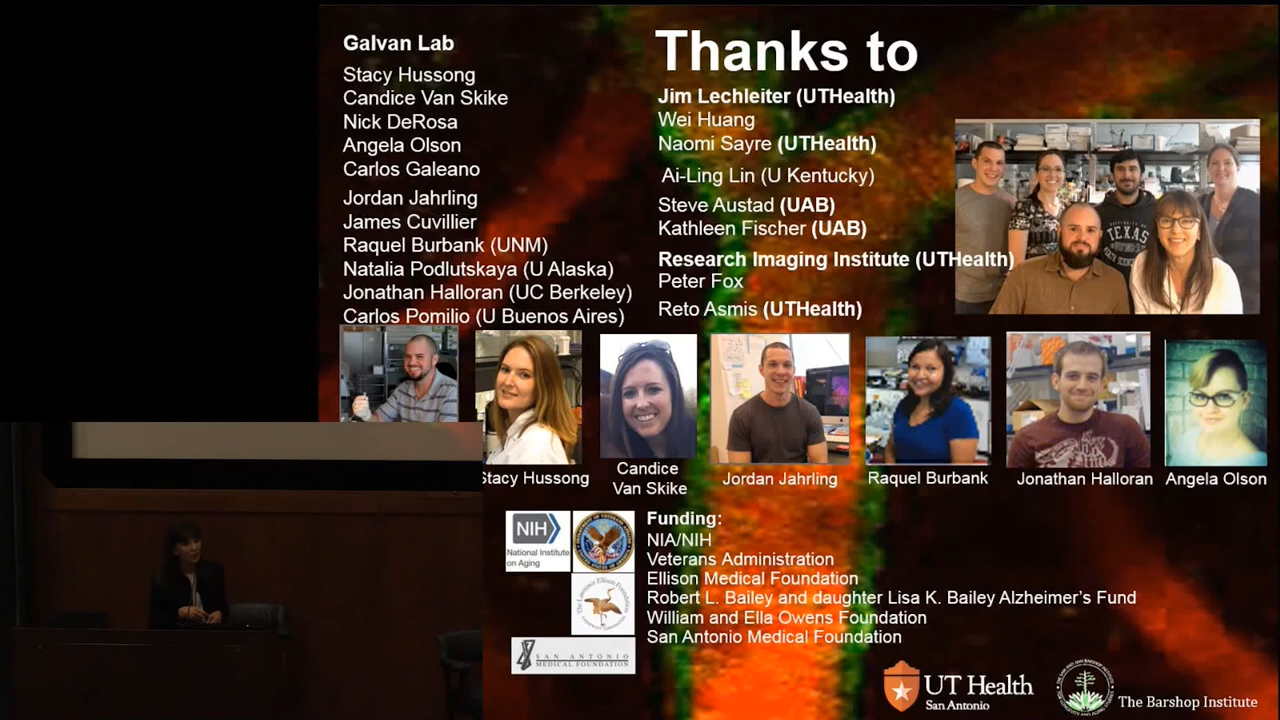 Galvan Lab
Stacy Hussong
Candice Van Skike
Nick DeRosa
Angela Olson
Carlos Galeano
Jordan Jahrling
James Cuvillier
Raquel Burbank (UNM)
Natalia Podlutskaya (U Alaska)
Jonathan Halloran (UC Berkeley)
Carlos Pomilio (U Buenos Aires)
Thanks to
Jim Lechleiter (UTHealth)
Wei Huang
Naomi Sayre (UTHealth)
Ai-Ling Lin (U Kentucky)
Steve Austad (UAB)
Kathleen Fischer (UAB)
Research Imaging Institute (UTHealth)
Peter Fox
Reto Asmis (UTHealth)
TEXAS
Stacy Hussong
Candice
Van Skike
Jordan Jahrling
Raquel Burbank
Jonathan Halloran
Angela Olson
NIH
National Institute
on Aging
SAN ANTONIO
MEDICAL FOUNDATION
Funding:
NIA/NIH
Veterans Administration
Ellison Medical Foundation
Robert L. Bailey and daughter Lisa K. Bailey Alzheimer's Fund
William and Ella Owens Foundation
San Antonio Medical Foundation
UT Health
San Antonio
The Barshop Institute